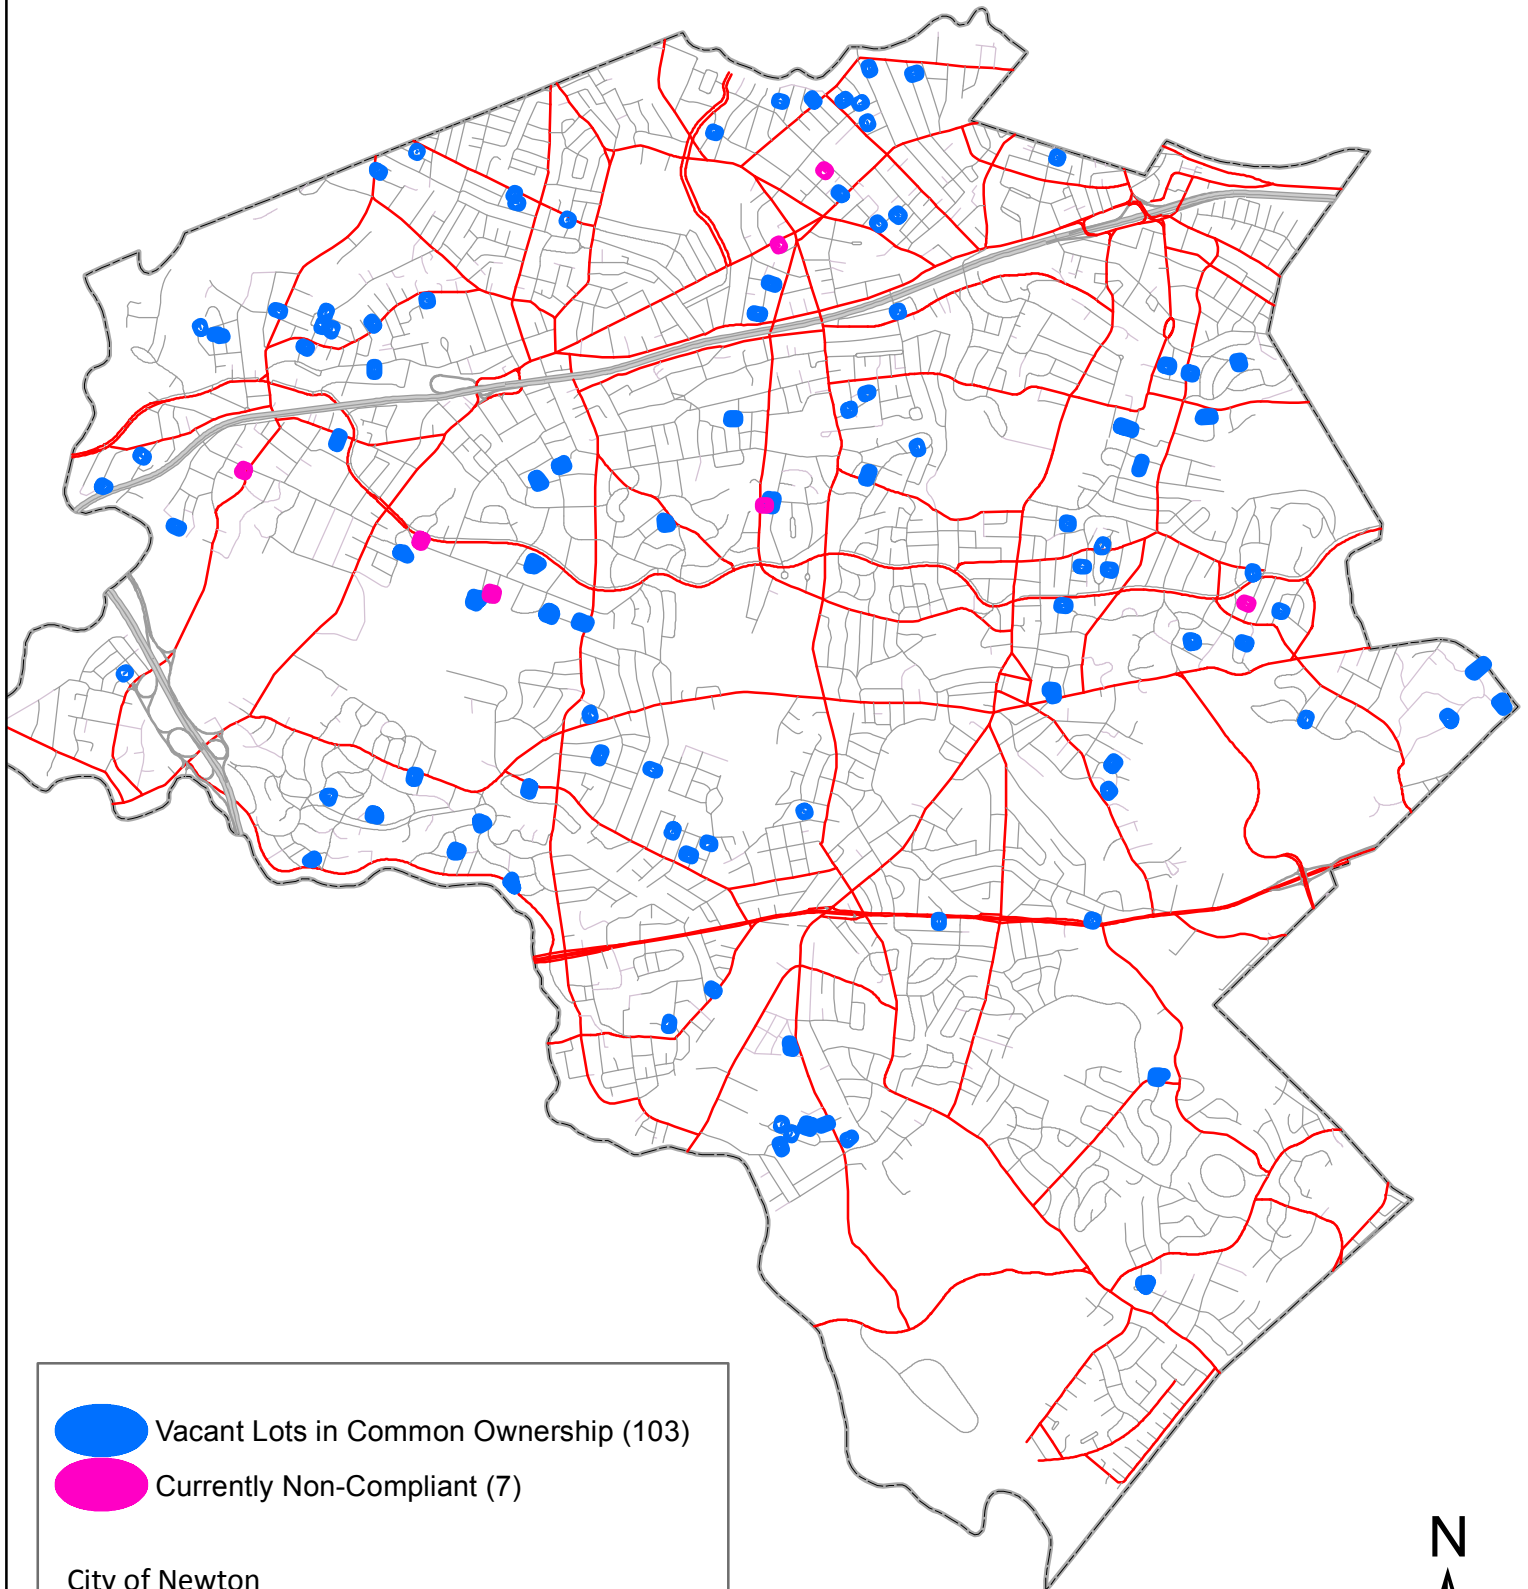 Vacant Lots in Common Ownership (103)
Currently Non-Compliant (7)
City of Newton
N